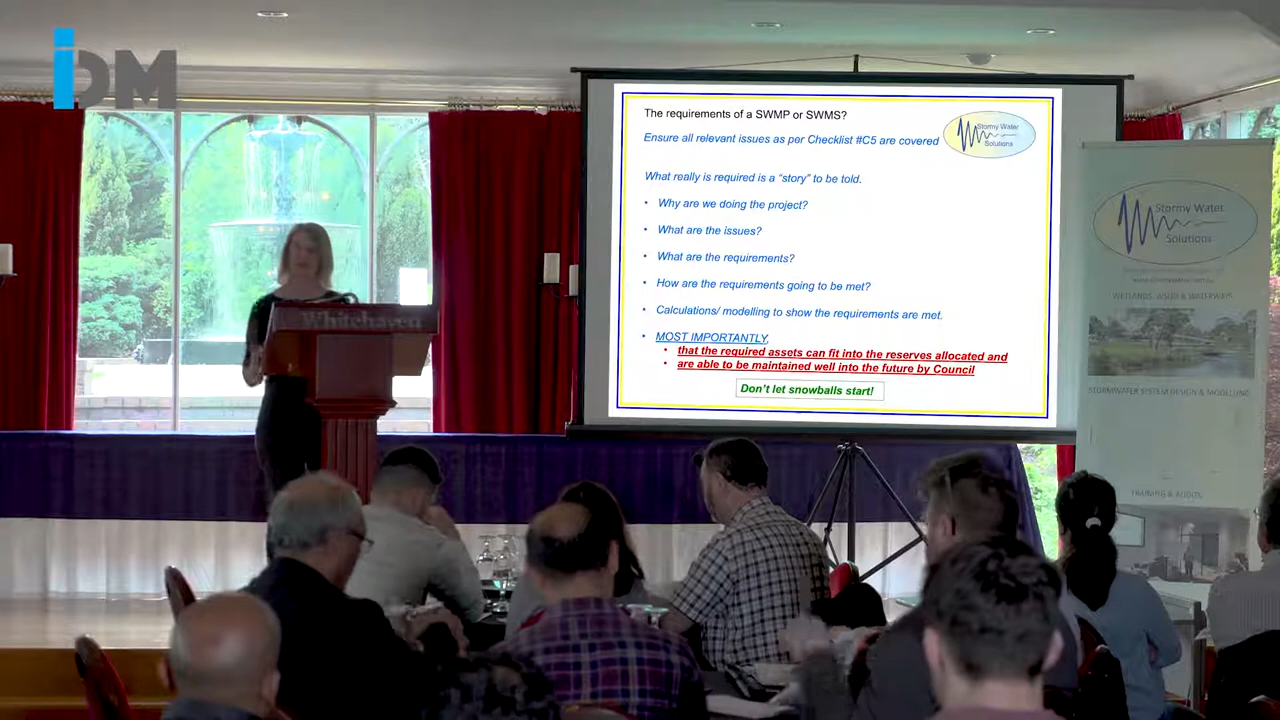 iDM
The requirements of a SWMP or SWMS?
Ensure all relevant issues as per Checklist #C5 are covered
Stormy Water
Solutions
What really is required is a “story” to be told.
• Why are we doing the project?
• What are the issues?
• What are the requirements?
• How are the requirements going to be met?
• Calculations/ modelling to show the requirements are met.
• MOST IMPORTANTLY,
• that the required assets can fit into the reserves allocated and
• are able to be maintained well into the future by Council
Don't let snowballs start!
Whitehaven
Stormy Water
Solutions
WETLANDS, WSUD & WATERWAYS
STORMWATER SYSTEM DESIGN & MODELLING
TRAINING & AUDITS